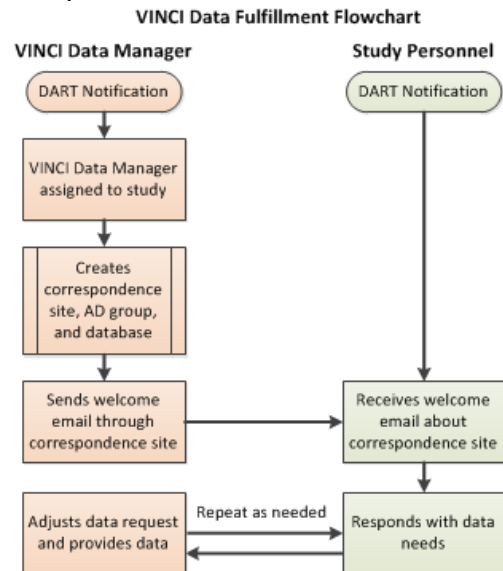 VINCI Data Fulfillment Flowchart
VINCI Data Manager
Study Personnel
DART Notification
DART Notification
VINCI Data Manager
assigned to study
Creates
correspondence
site, AD group,
and database
Sends welcome
email through
correspondence site
Receives welcome
email about
correspondence site
Adjusts data request
and provides data
Repeat as needed
Responds with data
needs